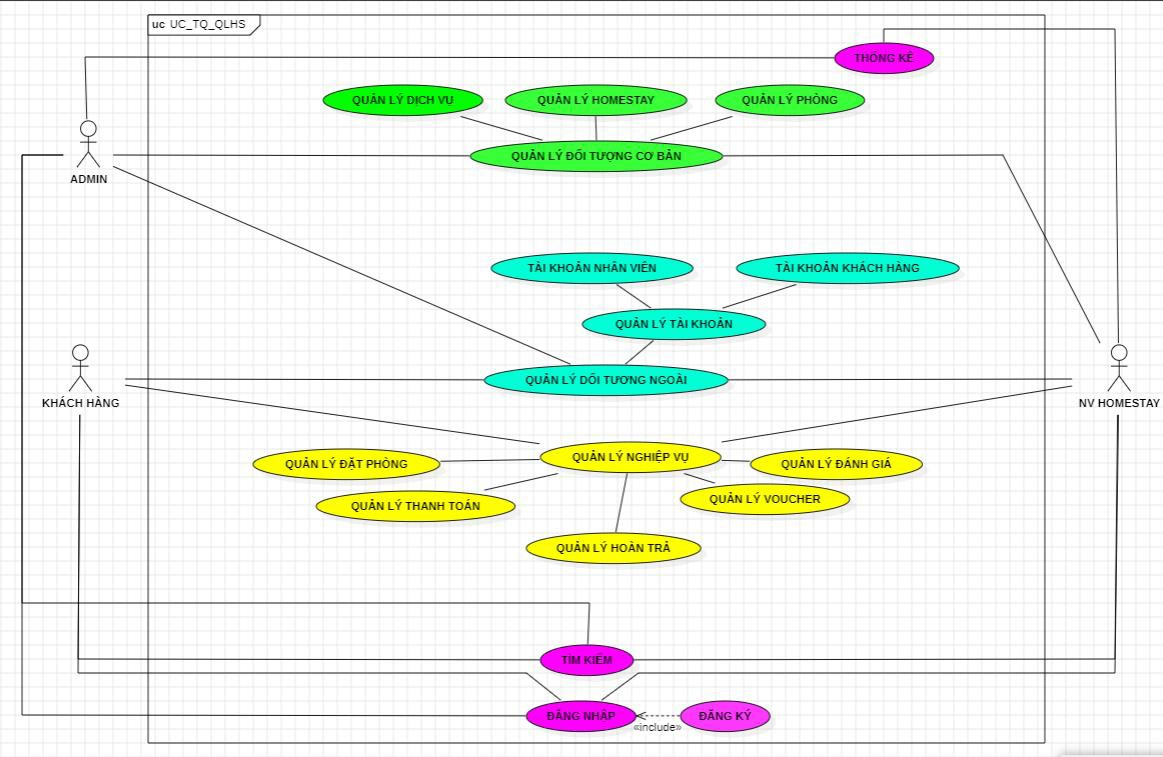 uc UC_TQ_QLHS
THỐNG KÊ
QUẢN LÝ DỊCH VỤ
QUẢN LÝ HOMESTAY
QUẢN LÝ PHÒNG
QUẢN LÝ ĐỐI TƯỢNG CƠ BẢN
ADMIN
TÀI KHOẢN NHÂN VIÊN
TÀI KHOẢN KHÁCH HÀNG
QUẢN LÝ TÀI KHOẢN
QUẢN LÝ DỐI TƯƠNG NGOÀI
KHÁCH HÀNG
NV HOMESTAY
QUẢN LÝ NGHIỆP VỤ
QUẢN LÝ ĐẶT PHÒNG
QUẢN LÝ ĐÁNH GIÁ
QUẢN LÝ THANH TOÁN
QUẢN LÝ VOUCHER
QUẢN LÝ HOÀN TRẢ
TÌM KIẾM
ĐĂNG NHẬP
ĐĂNG KÝ
«include»